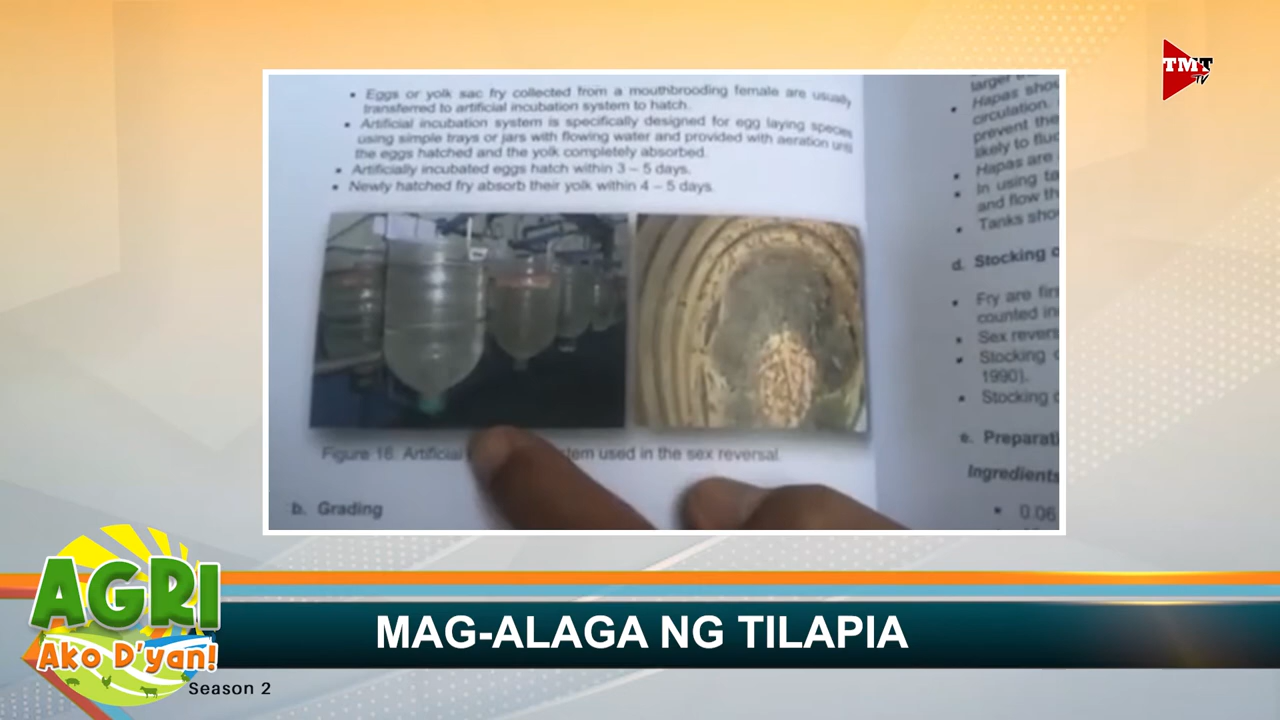 TMT
TV
• Eggs or yolk sac fry collected from a mouthbrooding female are usually
transferred to artificial incubation system to hatch.
• Artificial incubation system is specifically designed for egg laying species
using simple trays or jars with flowing water and provided with aeration until
the eggs hatched and the yolk completely absorbed.
• Artificially incubated eggs hatch within 3 – 5 days.
• Newly hatched fry absorb their yolk within 4 – 5 days.
Figure 16. Artificial
used in the sex reversal.
b. Grading
• Hapas
circulation.
prevent the
likely to
• Hapas are
• In using
and flow
• Tanks
d. Stocking
• Fry are
counted
• Sex
• Stocking
1990).
• Stocking
e.
Ingredients
• 0.06
AGRI
Ako D'yan!
Season 2
MAG-ALAGA NG TILAPIA